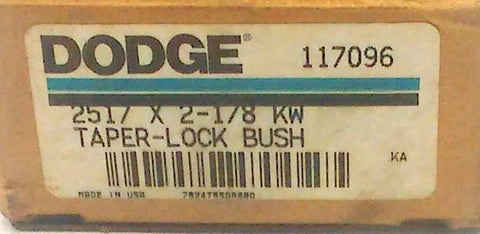 DODGE® 117096
2517 X 2-1/8 KW
TAPER-LOCK BUSH
KA
MADE IN USA